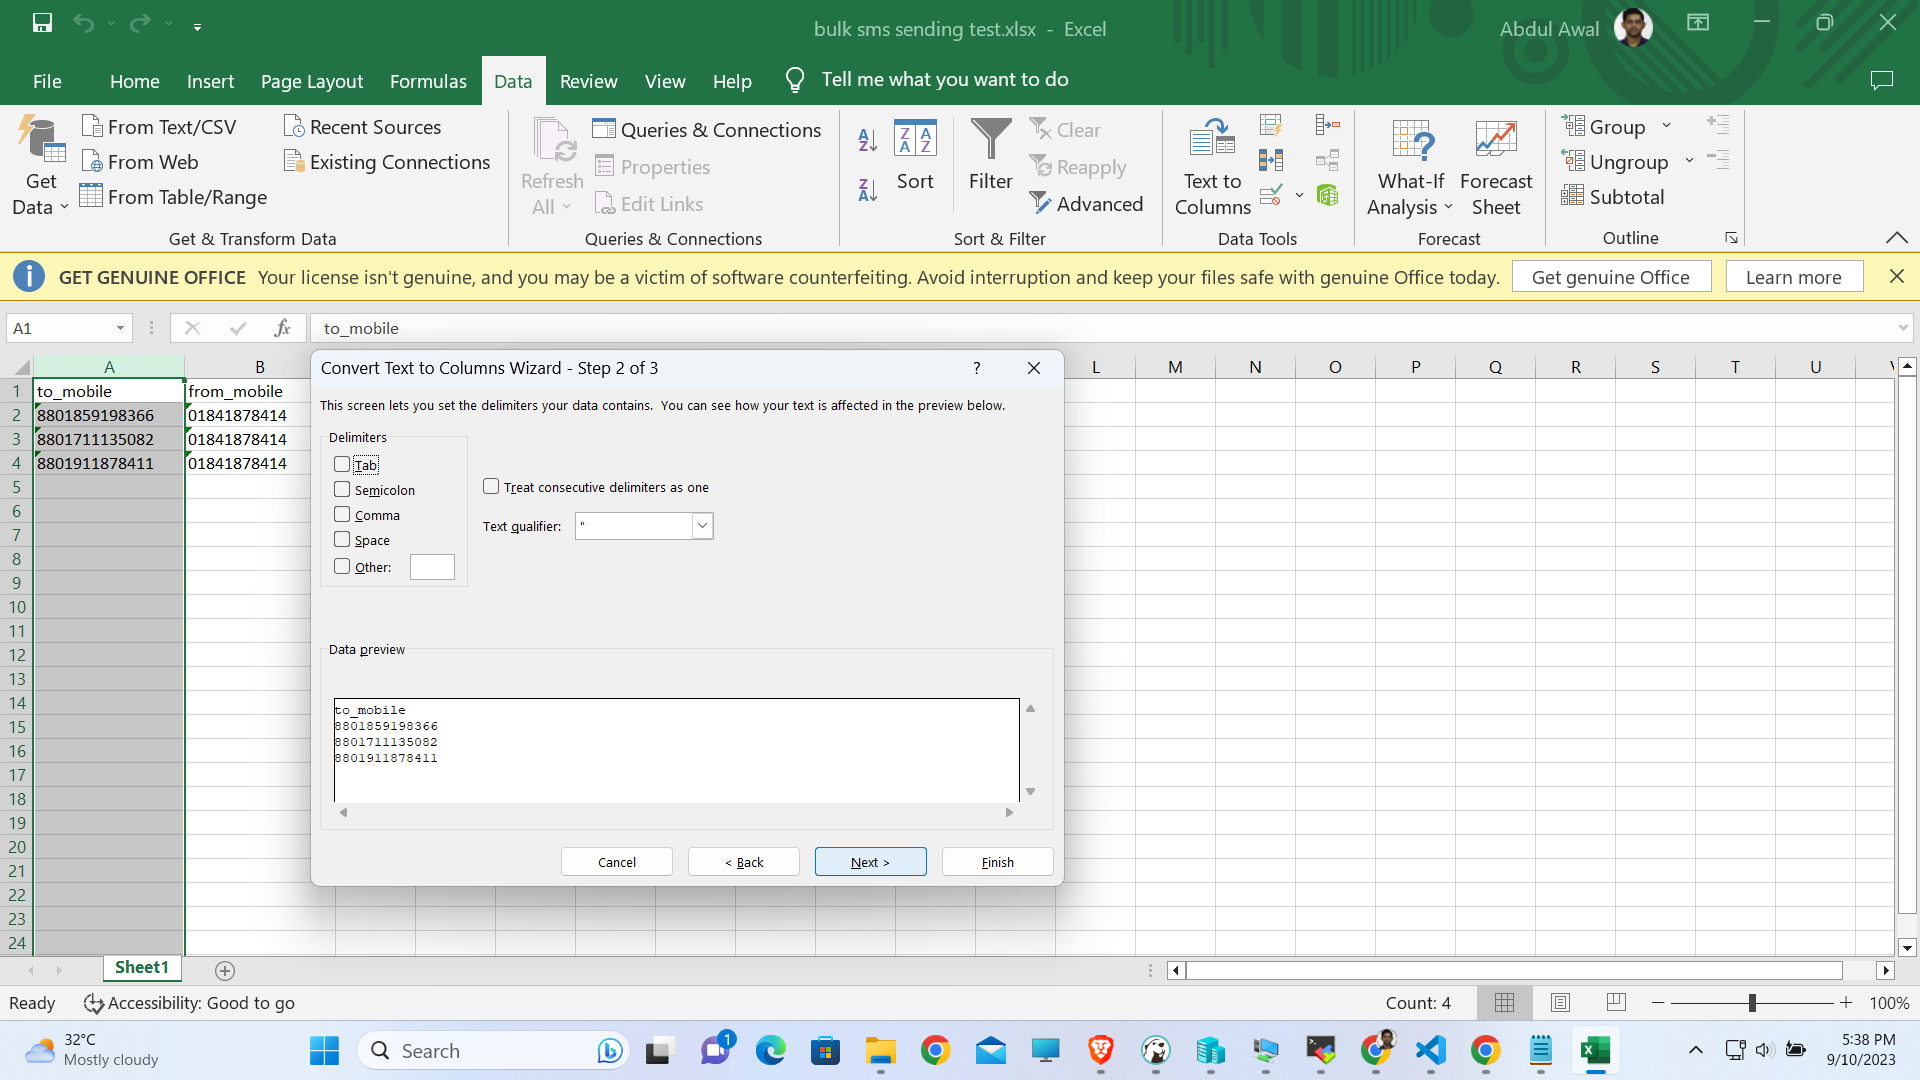 bulk sms sending test.xlsx - Excel
Abdul Awal
File Home Insert Page Layout Formulas Data Review View Help Tell me what you want to do
Get Data
From Text/CSV
From Web
From Table/Range
Recent Sources
Existing Connections
Get & Transform Data
Refresh All
Queries & Connections
Properties
Edit Links
Queries & Connections
Sort
Filter
Clear
Reapply
Advanced
Sort & Filter
Text to Columns
Data Tools
What-If Analysis
Forecast Sheet
Forecast
Group
Ungroup
Subtotal
Outline
GET GENUINE OFFICE Your license isn't genuine, and you may be a victim of software counterfeiting. Avoid interruption and keep your files safe with genuine Office today. Get genuine Office Learn more
A1 fx to_mobile
A B L M N O P Q R S T U
1 to_mobile from_mobile
2 8801859198366 01841878414
3 8801711135082 01841878414
4 8801911878411 01841878414
5
6
7
8
9
10
11
12
13
14
15
16
17
18
19
20
21
22
23
24
Convert Text to Columns Wizard - Step 2 of 3 ?
This screen lets you set the delimiters your data contains. You can see how your text is affected in the preview below.
Delimiters
Tab
Semicolon
Comma
Space
Other:
Treat consecutive delimiters as one
Text qualifier: "
Data preview
to_mobile
8801859198366
8801711135082
8801911878411
Cancel < Back Next > Finish
Sheet1
Ready Accessibility: Good to go Count: 4 100%
32°C
Mostly cloudy
Search
1
5:38 PM
9/10/2023